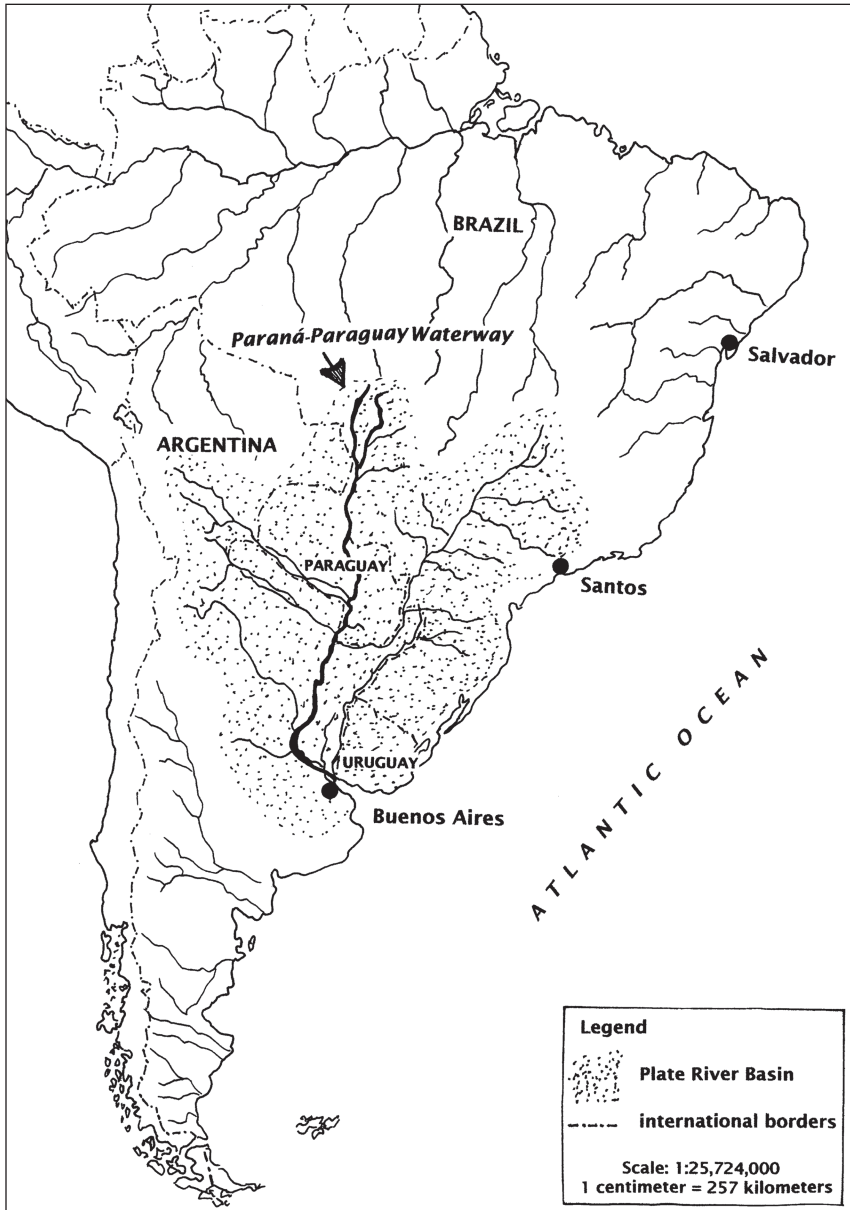 BRAZIL
Paraná-Paraguay Waterway
Salvador
ARGENTINA
PARAGUAY
Santos
ATLANTIC OCEAN
URUGUAY
Buenos Aires
Legend
Plate River Basin
international borders
Scale: 1:25,724,000
1 centimeter = 257 kilometers